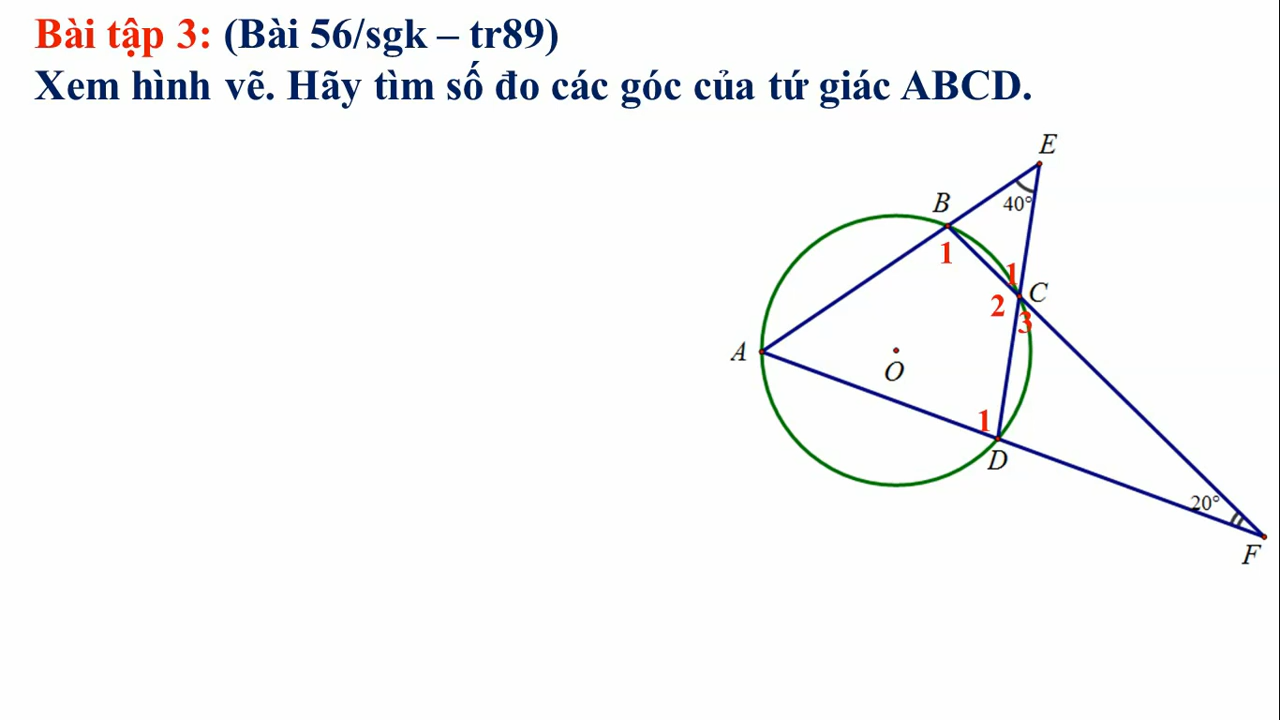 Bài tập 3: (Bài 56/sgk – tr89)
Xem hình vẽ. Hãy tìm số đo các góc của tứ giác ABCD.
E
B
40°
1
1
C
2
3
A
O
1
D
20°
F